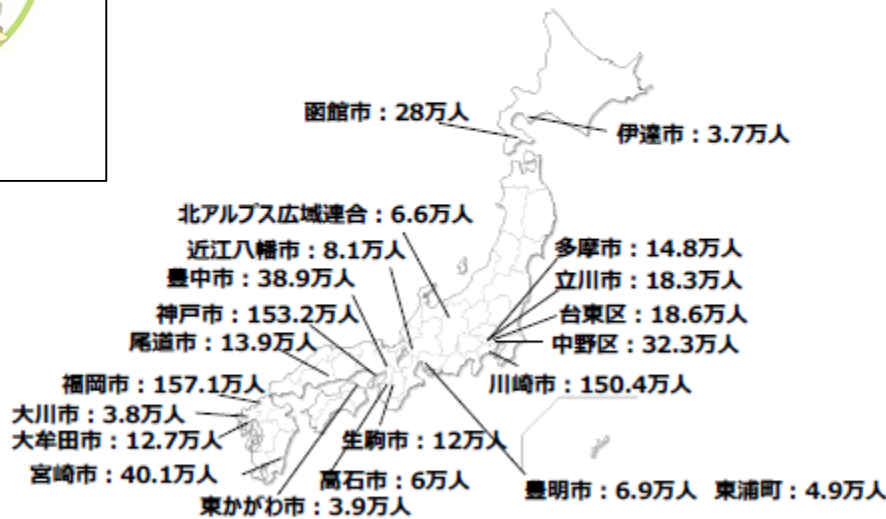 函館市：28万人
伊達市：3.7万人
北アルプス広域連合：6.6万人
近江八幡市：8.1万人
豊中市：38.9万人
神戸市：153.2万人
尾道市：13.9万人
福岡市：157.1万人
大川市：3.8万人
大牟田市：12.7万人
宮崎市：40.1万人
多摩市：14.8万人
立川市：18.3万人
台東区：18.6万人
中野区：32.3万人
川崎市：150.4万人
生駒市：12万人
高石市：6万人
東かがわ市：3.9万人
豊明市：6.9万人 東浦町：4.9万人